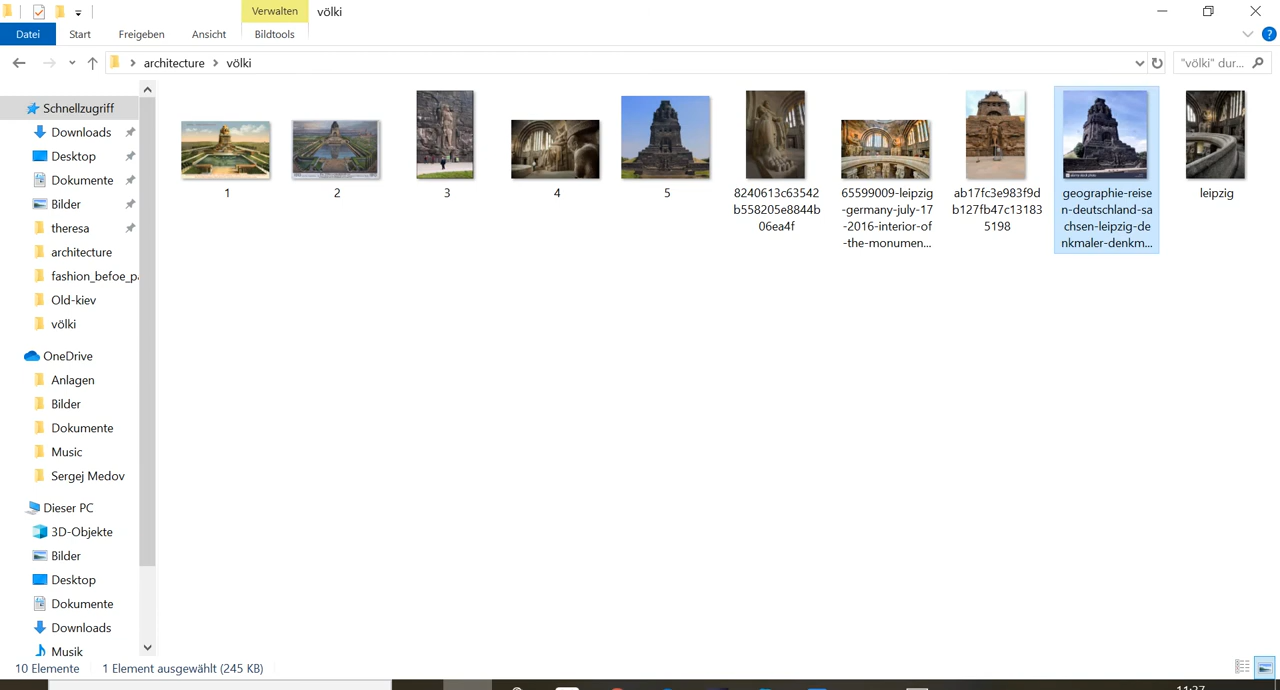 Verwalten
völki
Datei
Start
Freigeben
Ansicht
Bildtools
architecture
völki
"völki" dur...
Schnellzugriff
Downloads
Desktop
Dokumente
Bilder
theresa
architecture
fashion_befoe_pa
Old-kiev
völki
OneDrive
Anlagen
Bilder
Dokumente
Music
Sergej Medov
Dieser PC
3D-Objekte
Bilder
Desktop
Dokumente
Downloads
Musik
1
2
3
4
5
8240613c63542
b558205e8844b
06ea4f
65599009-leipzig
-germany-july-17
-2016-interior-of
-the-monumen...
ab17fc3e983f9d
b127fb47c13183
5198
geographie-reise
n-deutschland-sa
chsen-leipzig-de
nkmaler-denkm...
leipzig
10 Elemente
1 Element ausgewählt (245 KB)